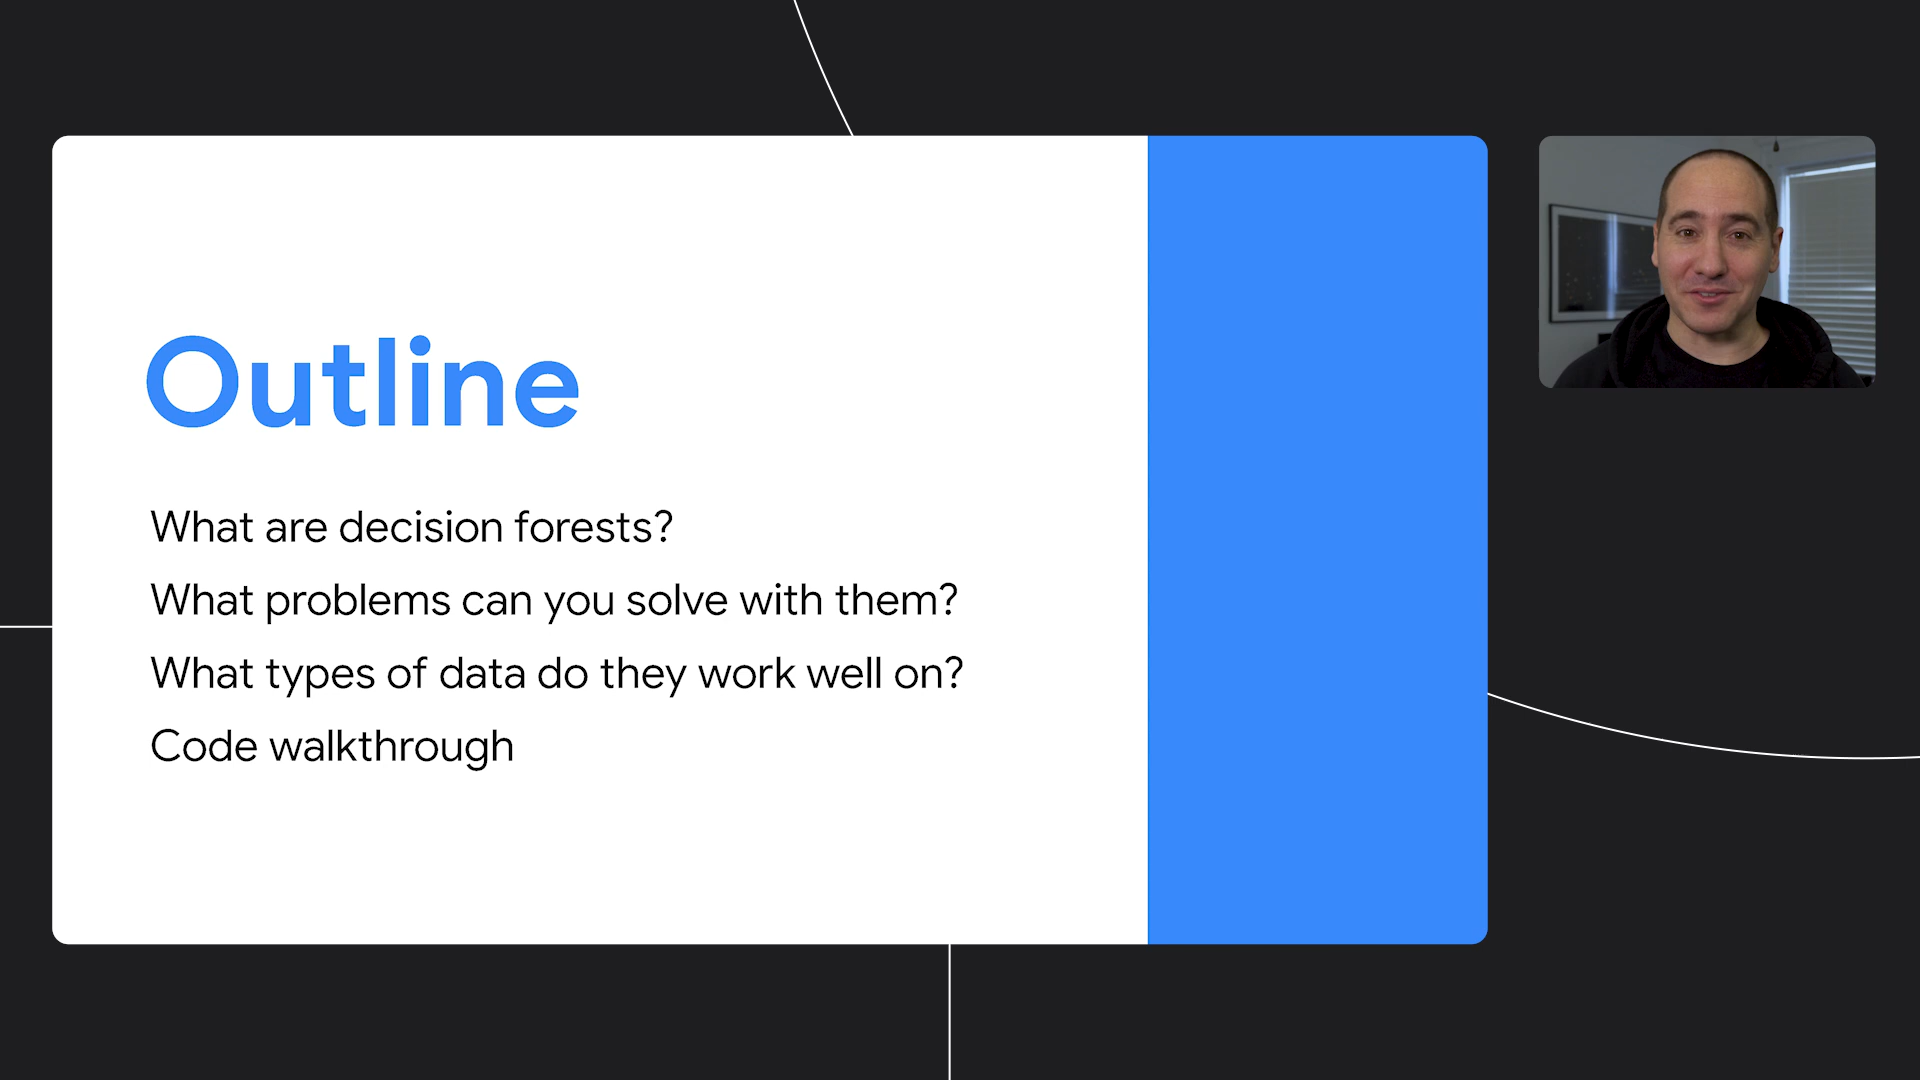 Outline
What are decision forests?
What problems can you solve with them?
What types of data do they work well on?
Code walkthrough